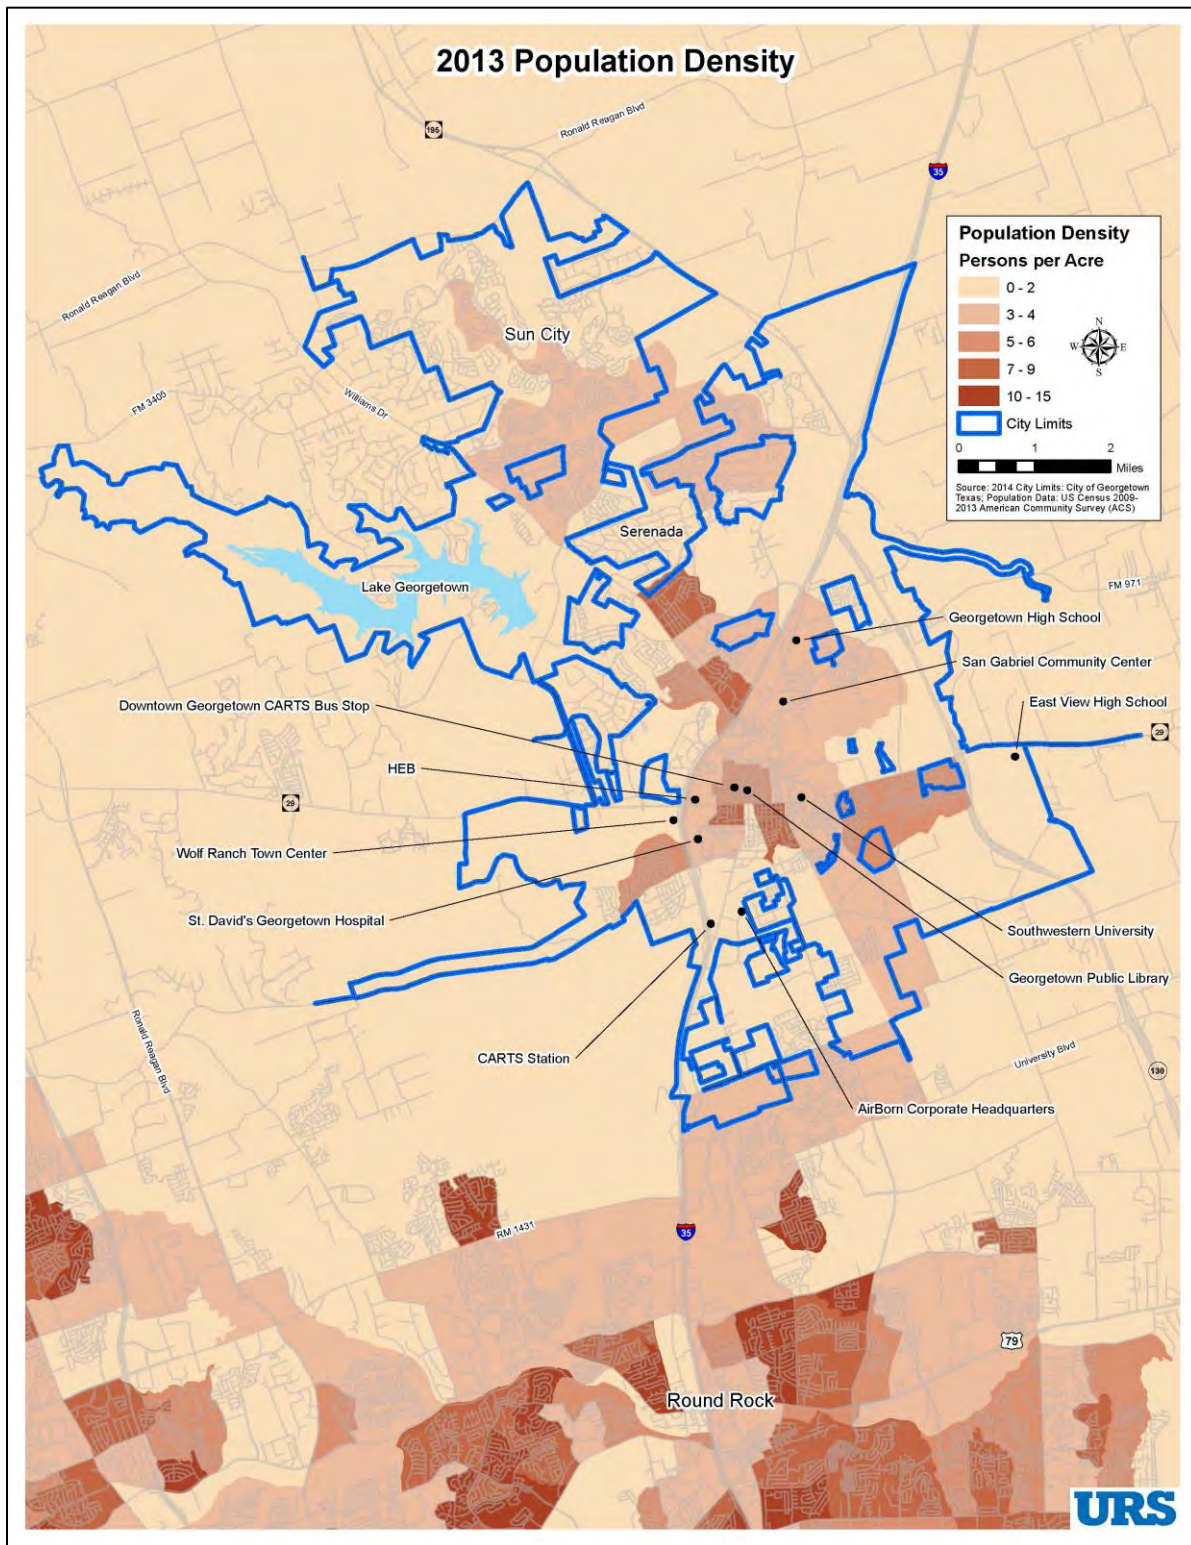 2013 Population Density
Ronald Reagan Blvd
195
35
Population Density
Persons per Acre
0 - 2
3 - 4
5 - 6
7 - 9
10 - 15
City Limits
0 1 2
Miles
Source: 2014 City Limits: City of Georgetown
Texas; Population Data: US Census 2009-
2013 American Community Survey (ACS)
N
W E
S
Ronald Reagan Blvd
Sun City
FM 3405
Williams Dr
Serenada
Lake Georgetown
FM 971
Georgetown High School
San Gabriel Community Center
East View High School
Downtown Georgetown CARTS Bus Stop
29
HEB
29
Wolf Ranch Town Center
St. David's Georgetown Hospital
Southwestern University
Georgetown Public Library
CARTS Station
Ronald Reagan Blvd
University Blvd
130
AirBorn Corporate Headquarters
RM 1431
35
79
Round Rock
URS